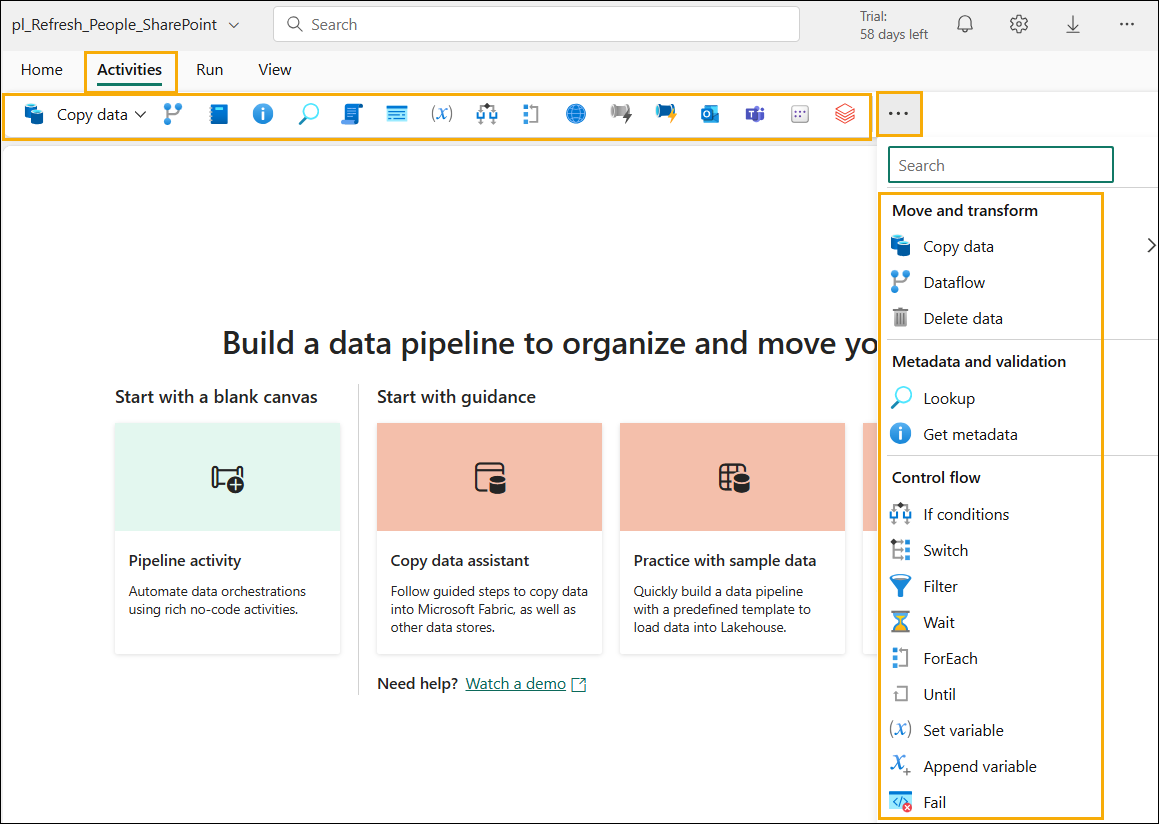 pl_Refresh_People_SharePoint
Search
Trial:
58 days left
Home
Activities
Run
View
Copy data
(x)
Search
Move and transform
Copy data
Dataflow
Delete data
Metadata and validation
Lookup
Get metadata
Control flow
If conditions
Switch
Filter
Wait
ForEach
Until
(x) Set variable
Append variable
Fail
Build a data pipeline to organize and move yo
Start with a blank canvas
Pipeline activity
Automate data orchestrations
using rich no-code activities.
Start with guidance
Copy data assistant
Follow guided steps to copy data
into Microsoft Fabric, as well as
other data stores.
Practice with sample data
Quickly build a data pipeline
with a predefined template to
load data into Lakehouse.
Need help? Watch a demo